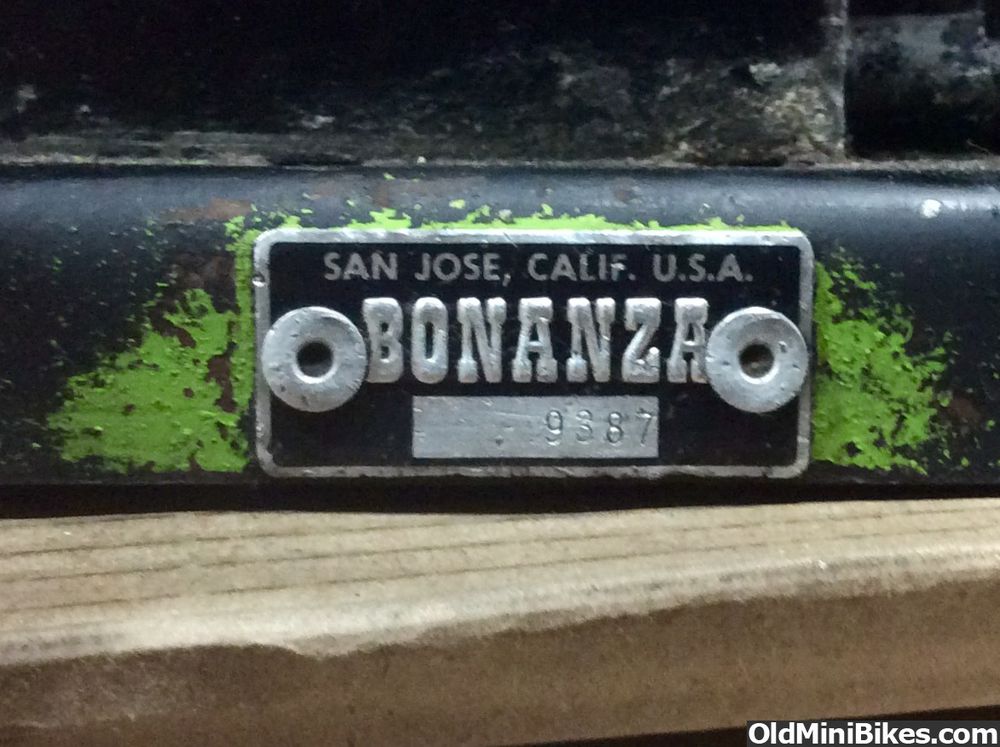 SAN JOSE, CALIF. U.S.A.
BONANZA
9387
OldMiniBikes.com